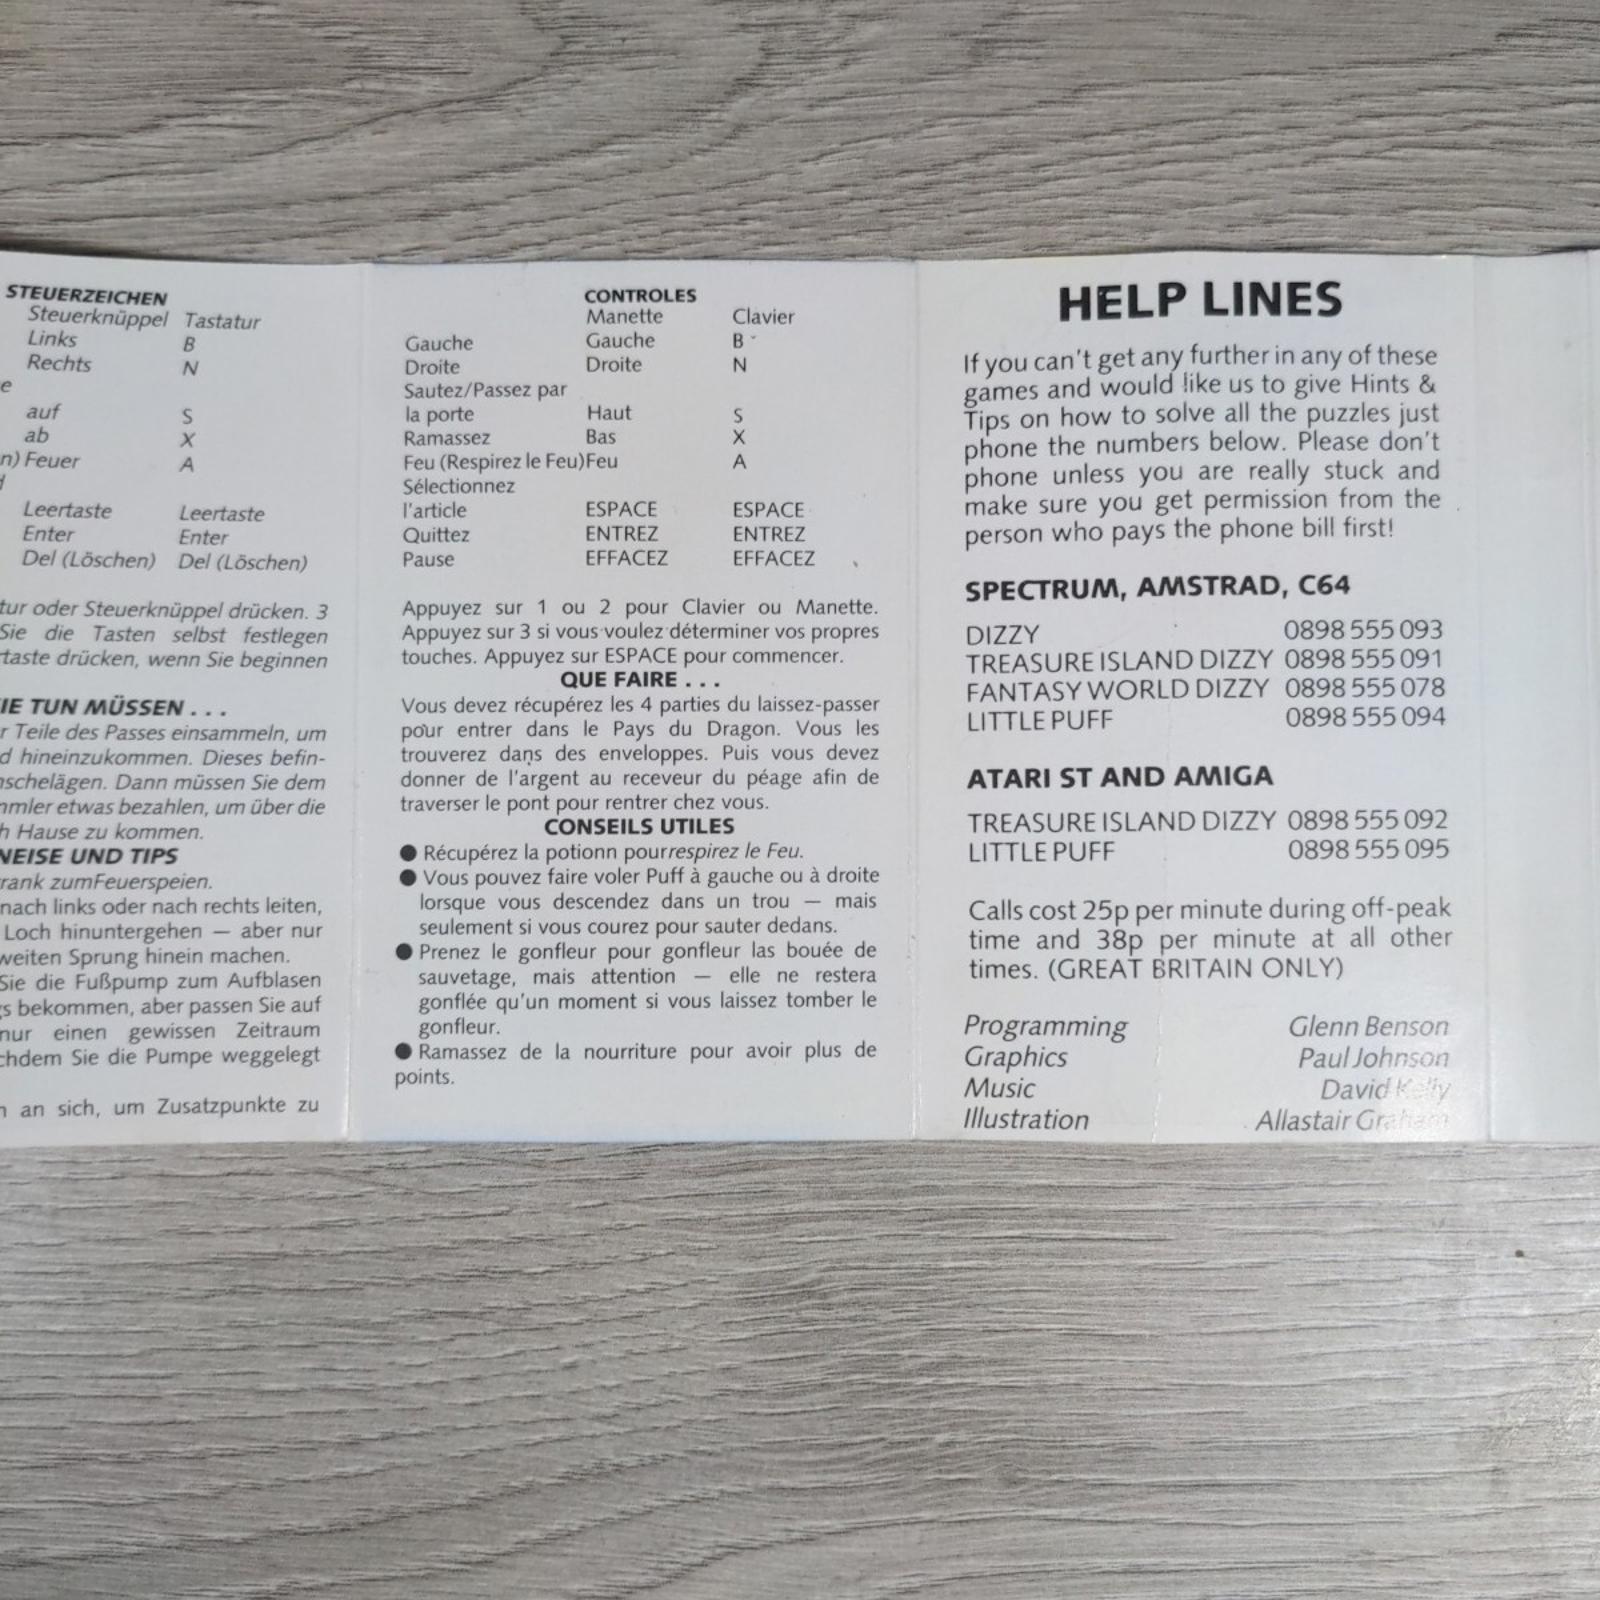 STEUERZEICHEN
Steuerknüppel Tastatur
Links B
Rechts N
e
auf S
ab X
n) Feuer A
Leertaste Leertaste
Enter Enter
Del (Löschen) Del (Löschen)
tur oder Steuerknüppel drücken. 3
Sie die Tasten selbst festlegen
rtaste drücken, wenn Sie beginnen
IE TUN MÜSSEN . . .
r Teile des Passes einsammeln, um
d hineinzukommen. Dieses befin-
nschelägen. Dann müssen Sie dem
mmler etwas bezahlen, um über die
h Hause zu kommen.
NEISE UND TIPS
rank zumFeuerspeien.
nach links oder nach rechts leiten,
Loch hinuntergehen — aber nur
weiten Sprung hinein machen.
Sie die Fußpump zum Aufblasen
gs bekommen, aber passen Sie auf
nur einen gewissen Zeitraum
chdem Sie die Pumpe weggelegt
n an sich, um Zusatzpunkte zu
CONTROLES
Manette Clavier
Gauche Gauche B
Droite Droite N
Sautez/Passez par
la porte Haut S
Ramassez Bas X
Feu (Respirez le Feu)Feu A
Sélectionnez
l'article ESPACE ESPACE
Quittez ENTREZ ENTREZ
Pause EFFACEZ EFFACEZ
Appuyez sur 1 ou 2 pour Clavier ou Manette.
Appuyez sur 3 si vous voulez déterminer vos propres
touches. Appuyez sur ESPACE pour commencer.
QUE FAIRE . . .
Vous devez récupérez les 4 parties du laissez-passer
pour entrer dans le Pays du Dragon. Vous les
trouverez dans des enveloppes. Puis vous devez
donner de l'argent au receveur du péage afin de
traverser le pont pour rentrer chez vous.
CONSEILS UTILES
● Récupérez la potionn pourrespirez le Feu.
● Vous pouvez faire voler Puff à gauche ou à droite
lorsque vous descendez dans un trou — mais
seulement si vous courez pour sauter dedans.
● Prenez le gonfleur pour gonfleur las bouée de
sauvetage, mais attention — elle ne restera
gonflée qu'un moment si vous laissez tomber le
gonfleur.
● Ramassez de la nourriture pour avoir plus de
points.
HELP LINES
If you can't get any further in any of these
games and would like us to give Hints &
Tips on how to solve all the puzzles just
phone the numbers below. Please don't
phone unless you are really stuck and
make sure you get permission from the
person who pays the phone bill first!
SPECTRUM, AMSTRAD, C64
DIZZY 0898 555 093
TREASURE ISLAND DIZZY 0898 555 091
FANTASY WORLD DIZZY 0898 555 078
LITTLE PUFF 0898 555 094
ATARI ST AND AMIGA
TREASURE ISLAND DIZZY 0898 555 092
LITTLE PUFF 0898 555 095
Calls cost 25p per minute during off-peak
time and 38p per minute at all other
times. (GREAT BRITAIN ONLY)
Programming Glenn Benson
Graphics Paul Johnson
Music David Kelly
Illustration Allastair Graham